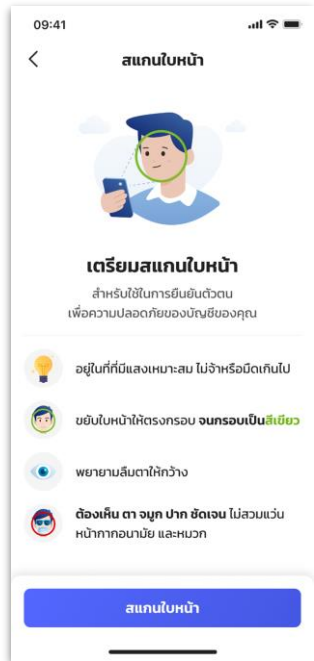 09:41
สแกนใบหน้า
เตรียมสแกนใบหน้า
สำหรับใช้ในการยืนยันตัวตน
เพื่อความปลอดภัยของบัญชีของคุณ
อยู่ในที่ที่มีแสงเหมาะสม ไม่จ้าหรือมืดเกินไป
ขยับใบหน้าให้ตรงกรอบ จนกรอบเป็นสีเขียว
พยายามลืมตาให้กว้าง
ต้องเห็น ตา จมูก ปาก ชัดเจน ไม่สวมแว่น
หน้ากากอนามัย และหมวก
สแกนใบหน้า